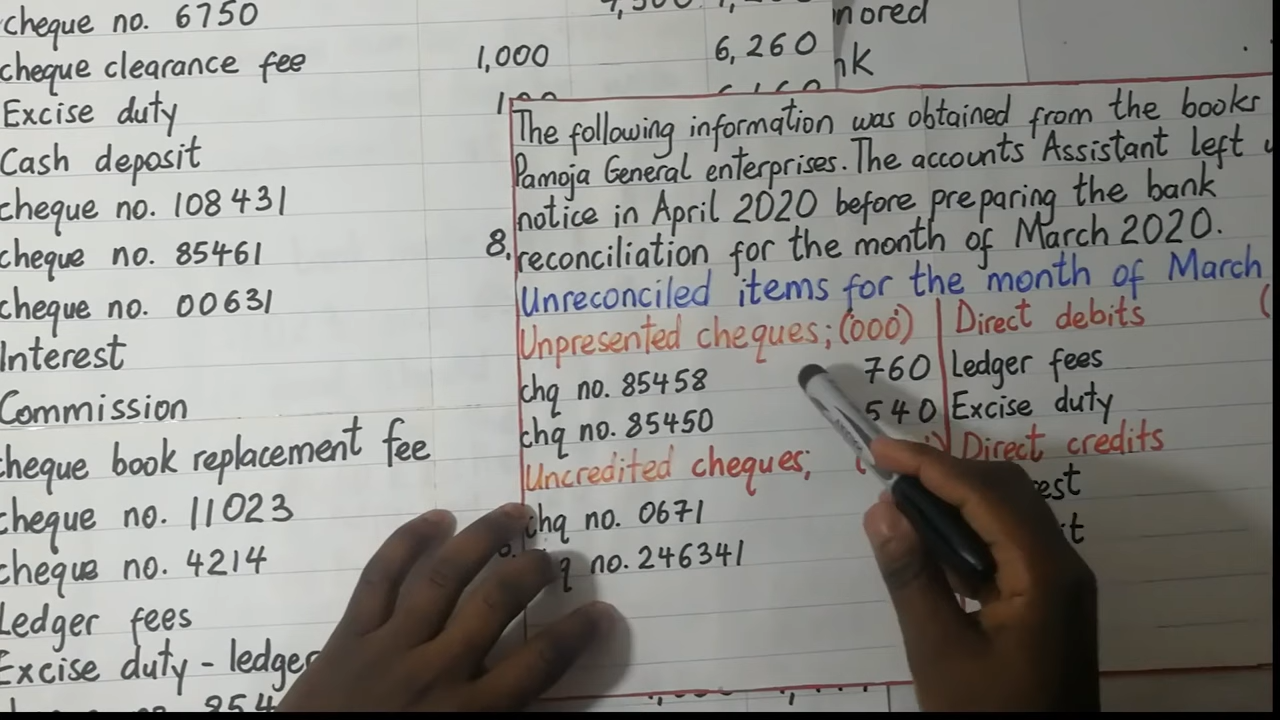 cheque no. 6750
cheque clearance fee 1,000 6,260
Excise duty
Cash deposit
cheque no. 108431
cheque no. 85461 8.
cheque no. 00631
Interest
Commission
cheque book replacement fee
cheque no. 11023
cheque no. 4214
Ledger fees
Excise duty - ledger
nored
nk
The following information was obtained from the books
Pamoja General enterprises. The accounts Assistant left
notice in April 2020 before preparing the bank
reconciliation for the month of March 2020.
Unreconciled items for the month of March
Unpresented cheques; (000)
chq no. 85458 760
chq no. 85450 540
Uncredited cheques;
chq no. 0671
q no. 246341
Direct debits
Ledger fees
Excise duty
Direct credits
est
t